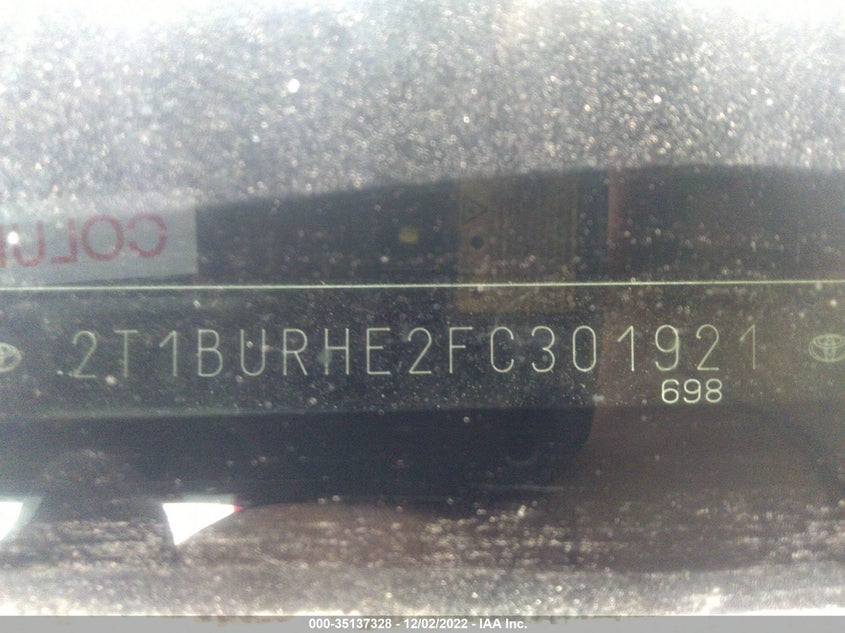 COLU
2T1BURHE2FC301921
698
000-35137328 - 12/02/2022 - IAA Inc.